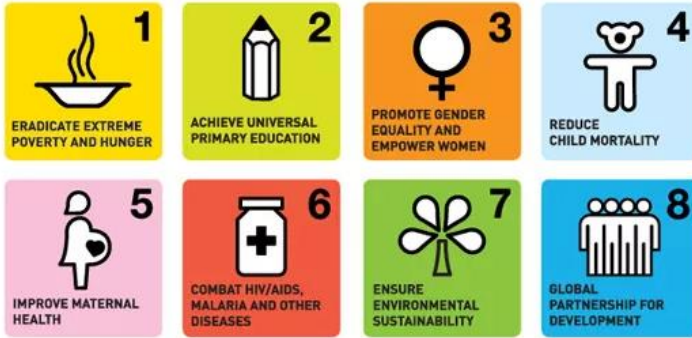 1
ERADICATE EXTREME
POVERTY AND HUNGER
2
ACHIEVE UNIVERSAL
PRIMARY EDUCATION
3
PROMOTE GENDER
EQUALITY AND
EMPOWER WOMEN
4
REDUCE
CHILD MORTALITY
5
IMPROVE MATERNAL
HEALTH
6
COMBAT HIV/AIDS,
MALARIA AND OTHER
DISEASES
7
ENSURE
ENVIRONMENTAL
SUSTAINABILITY
8
GLOBAL
PARTNERSHIP FOR
DEVELOPMENT